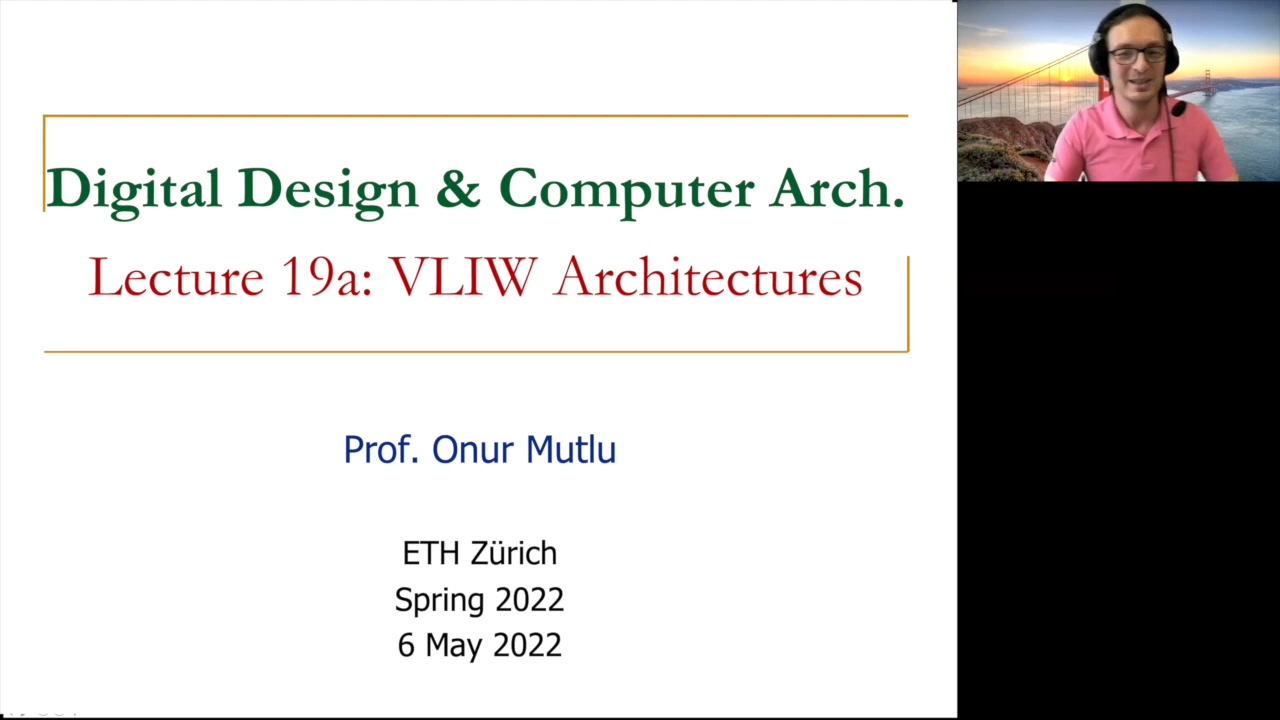 Digital Design & Computer Arch.
Lecture 19a: VLIW Architectures
Prof. Onur Mutlu
ETH Zürich
Spring 2022
6 May 2022